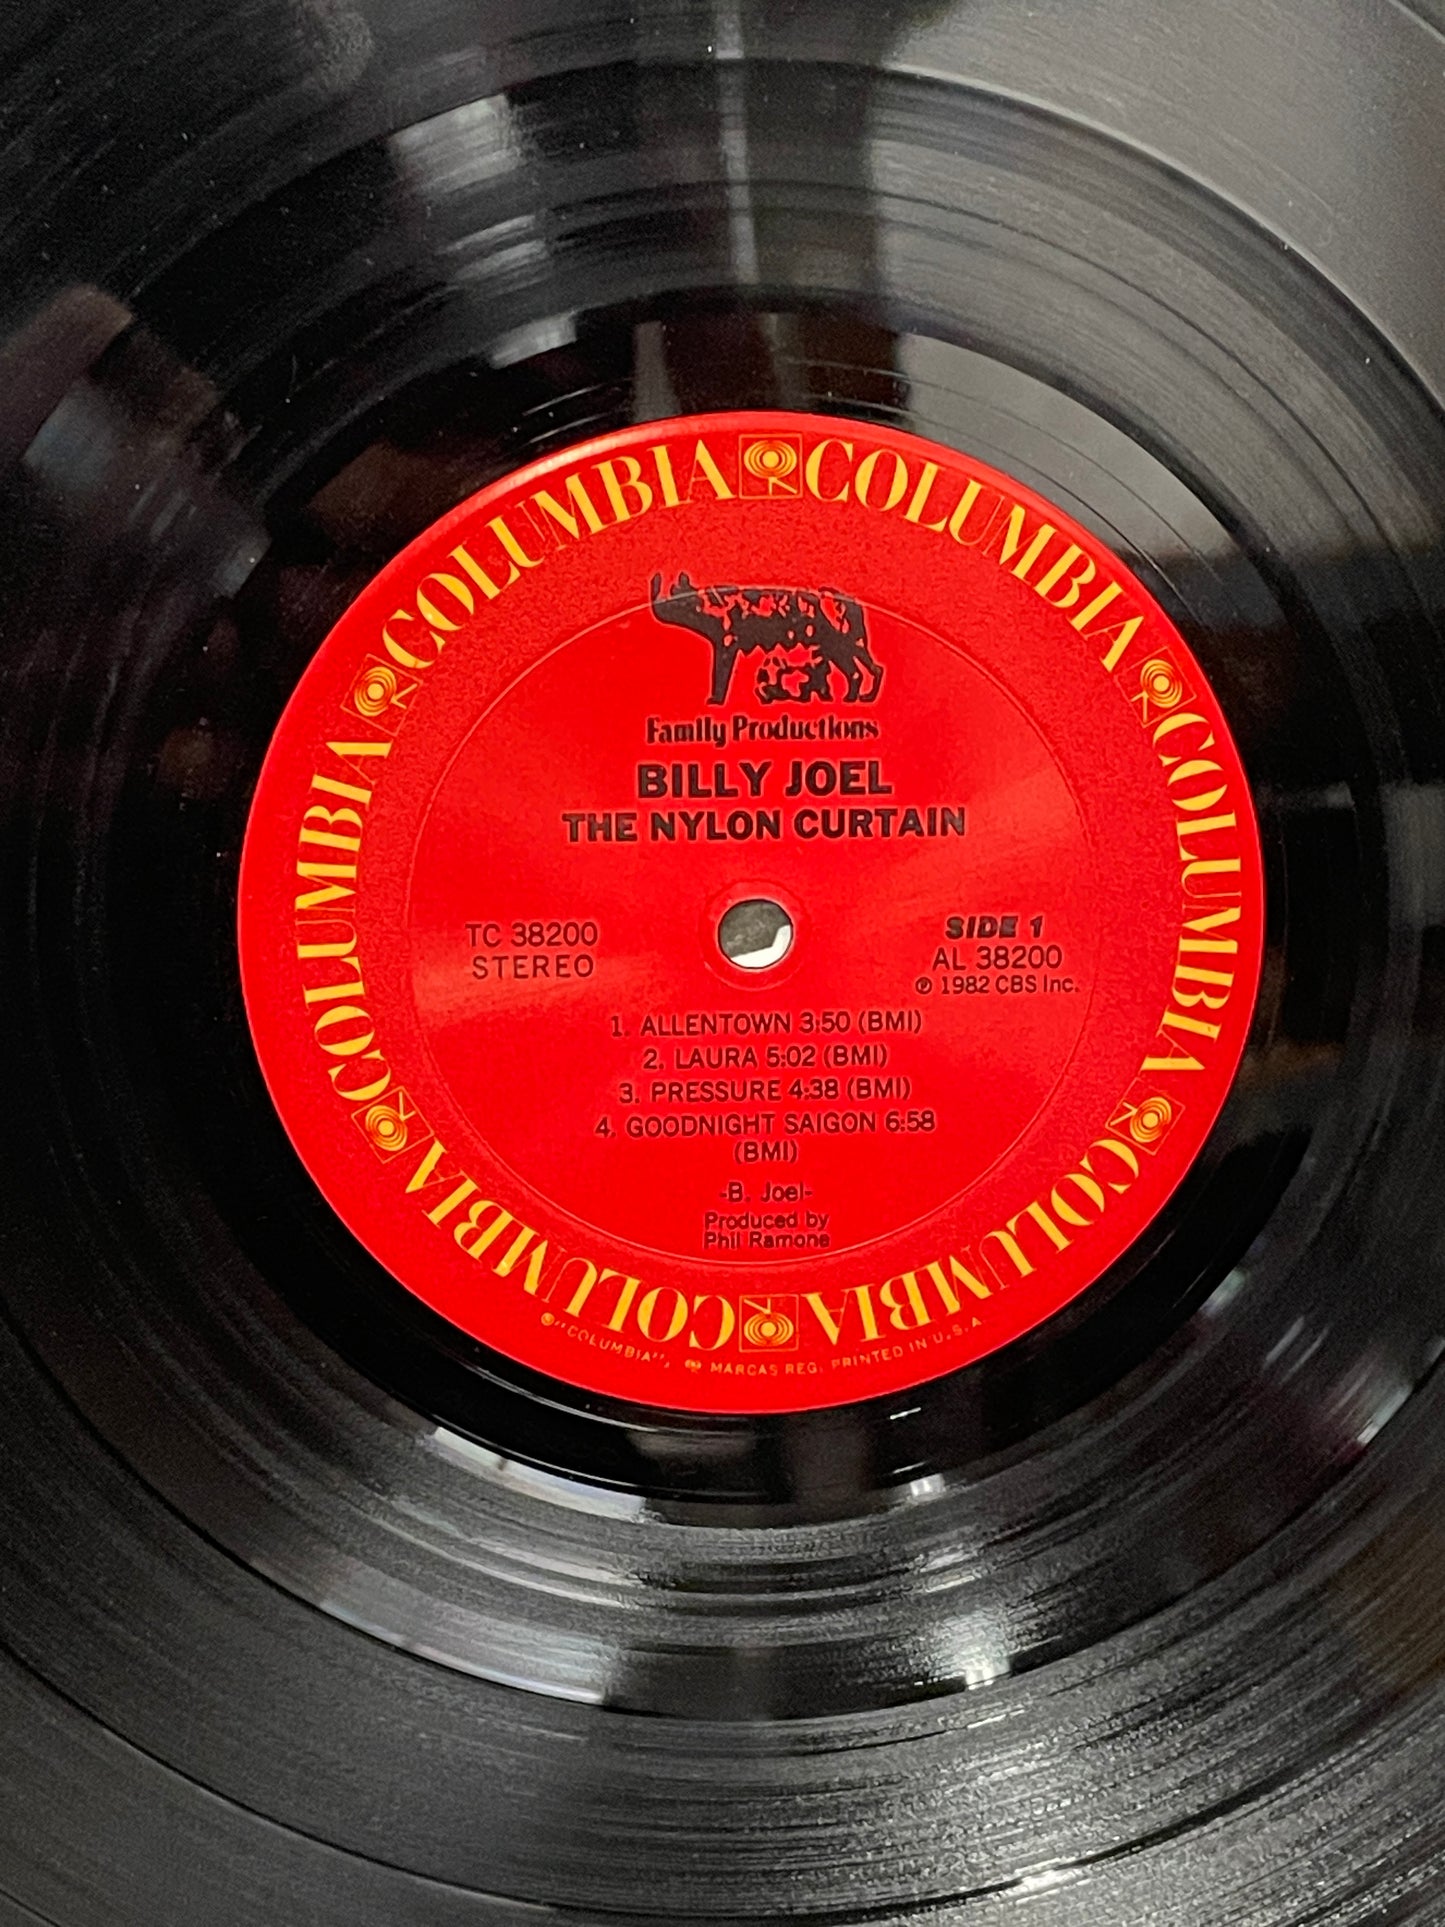 COLUMBIA COLUMBIA COLUMBIA COLUMBIA COLUMBIA COLUMBIA
Family Productions
BILLY JOEL
THE NYLON CURTAIN
TC 38200
STEREO
SIDE 1
AL 38200
℗ 1982 CBS Inc.
1. ALLENTOWN 3:50 (BMI)
2. LAURA 5:02 (BMI)
3. PRESSURE 4:38 (BMI)
4. GOODNIGHT SAIGON 6:58
(BMI)
-B. Joel-
Produced by
Phil Ramone
"COLUMBIA", MARCAS REG. PRINTED IN U.S.A.